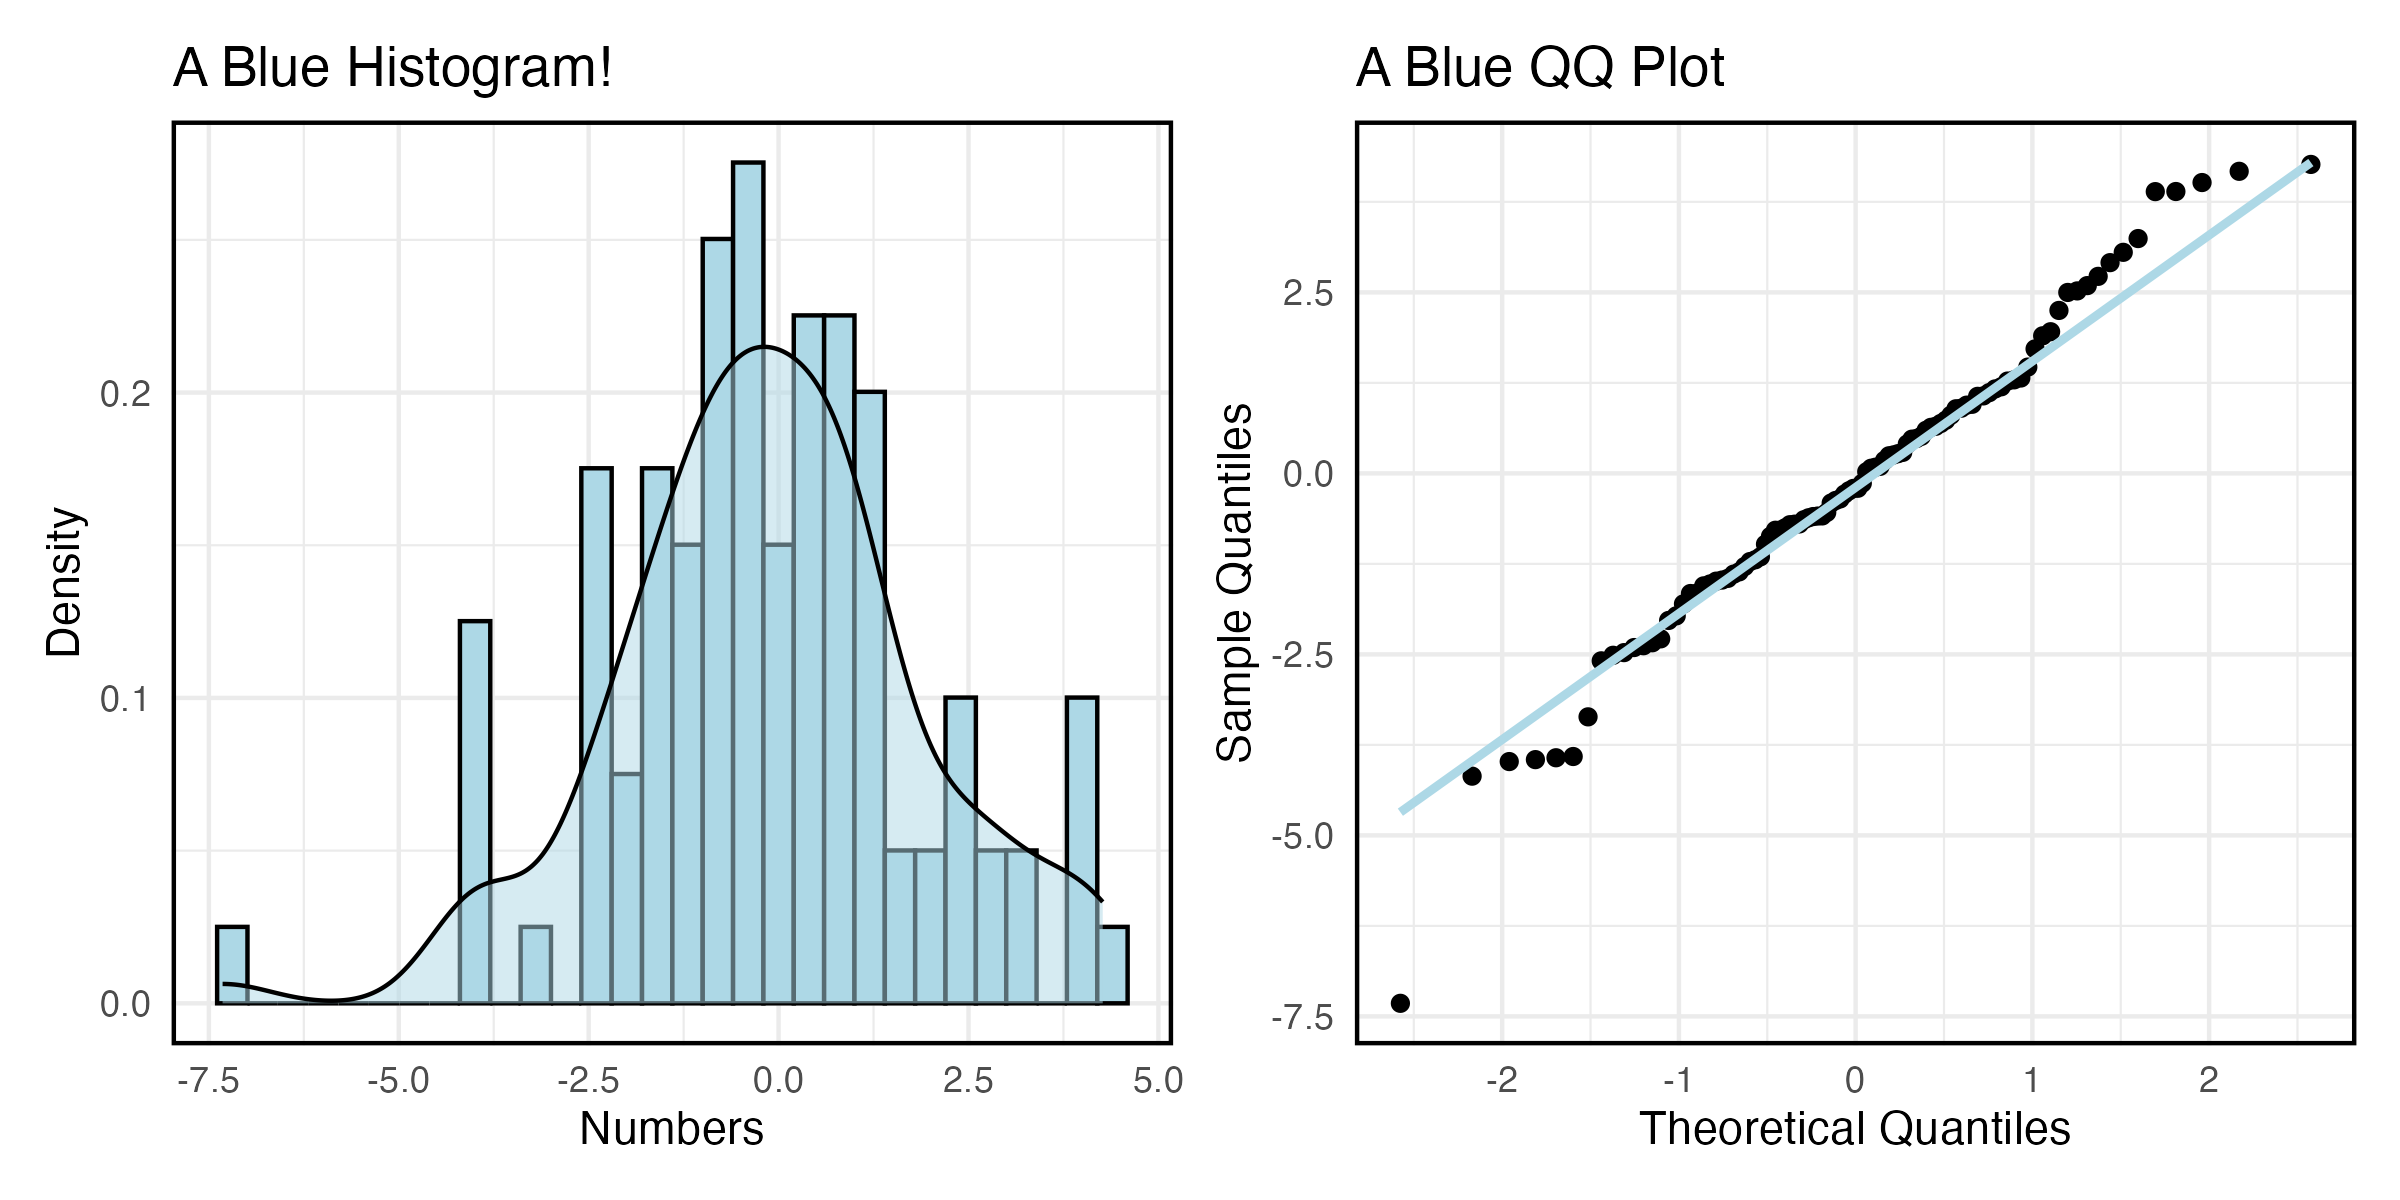 A Blue Histogram!
Density
0.2
0.1
0.0
-7.5 -5.0 -2.5 0.0 2.5 5.0
Numbers
A Blue QQ Plot
Sample Quantiles
2.5
0.0
-2.5
-5.0
-7.5
-2 -1 0 1 2
Theoretical Quantiles